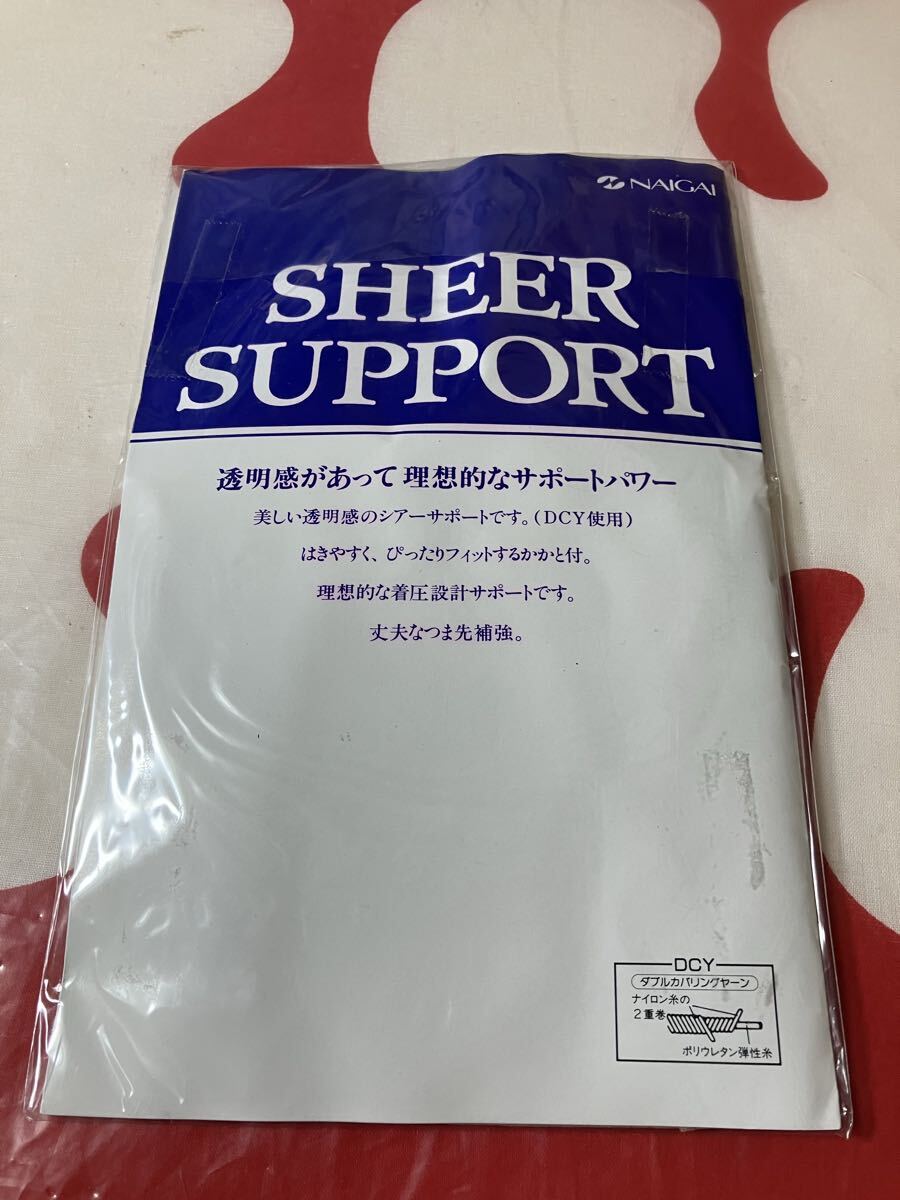 NAIGAI
SHEER
SUPPORT
透明感があって理想的なサポートパワー
美しい透明感のシアーサポートです。(DCY使用)
はきやすく、ぴったりフィットするかかと付。
理想的な着圧設計サポートです。
丈夫なつま先補強。
DCY
ダブルカバリングヤーン
ナイロン糸の
2重巻
ポリウレタン弾性糸